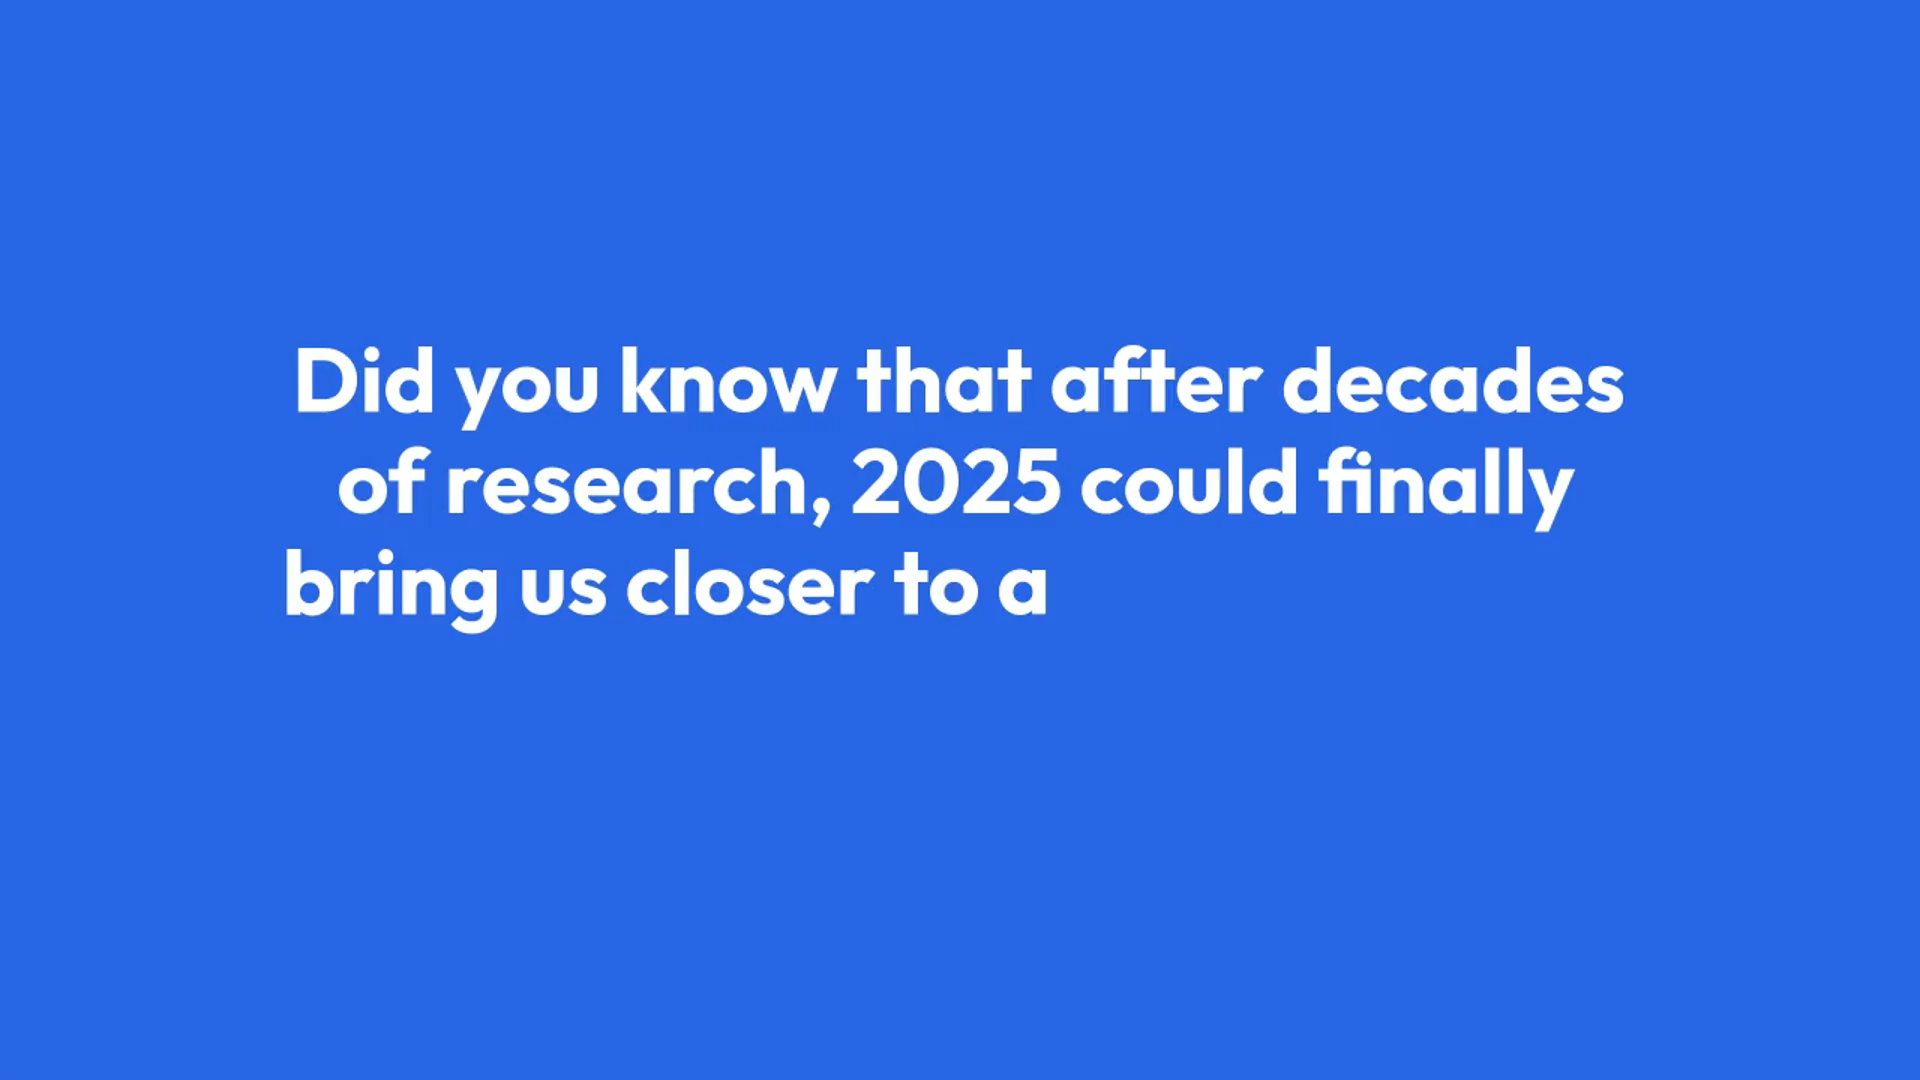 Did you know that after decades
of research, 2025 could finally
bring us closer to a